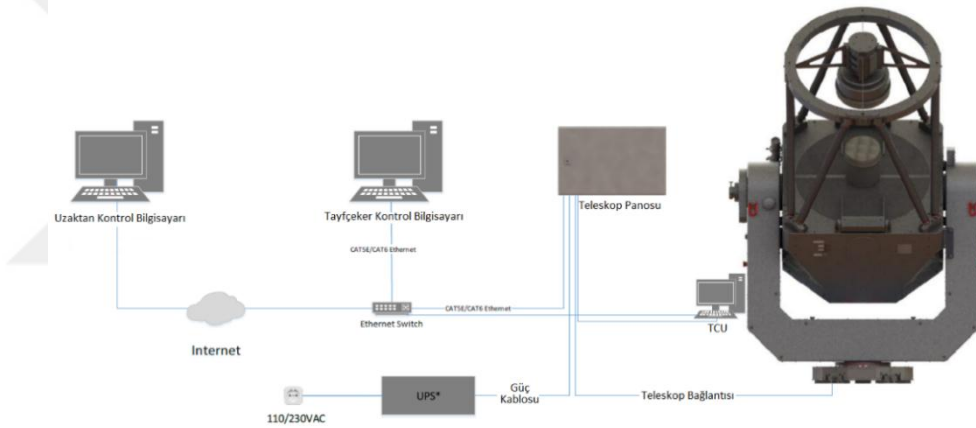 Uzaktan Kontrol Bilgisayarı
Tayfçeker Kontrol Bilgisayarı
Teleskop Panosu
CAT5E/CAT6 Ethernet
CAT5E/CAT6 Ethernet
Ethernet Switch
TCU
Internet
UPS*
Güç
Kablosu
Teleskop Bağlantısı
110/230VAC